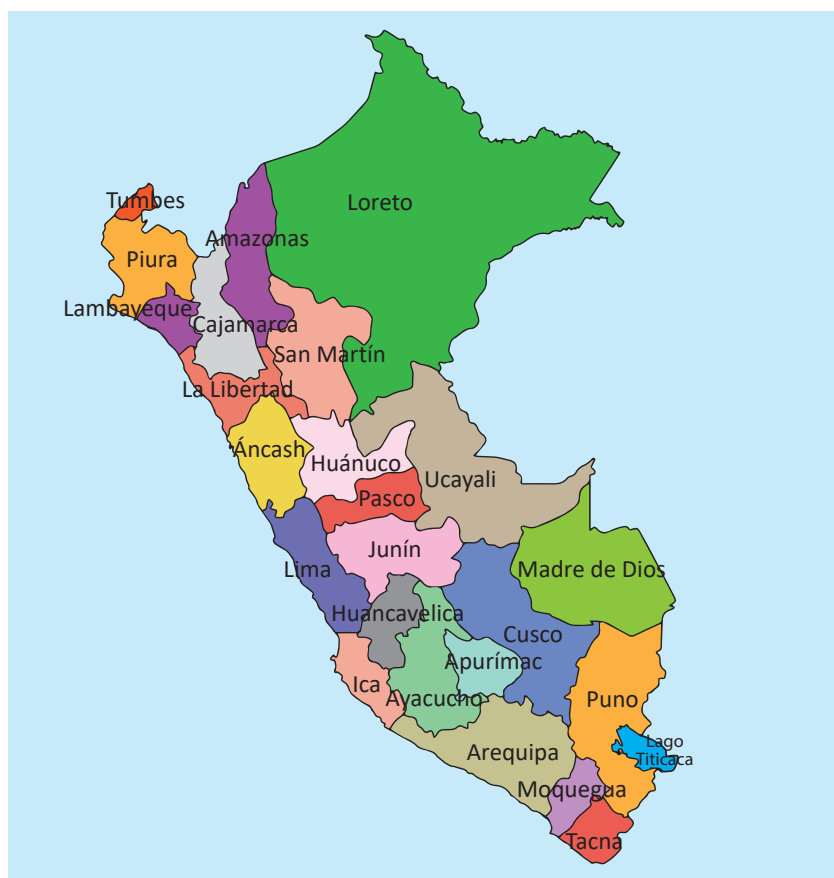 Tumbes
Loreto
Amazonas
Piura
Lambayeque
Cajamarca
San Martín
La Libertad
Áncash
Huánuco
Ucayali
Pasco
Junín
Lima
Madre de Dios
Huancavelica
Cusco
Apurímac
Ica
Ayacucho
Puno
Lago
Titicaca
Arequipa
Moquegua
Tacna